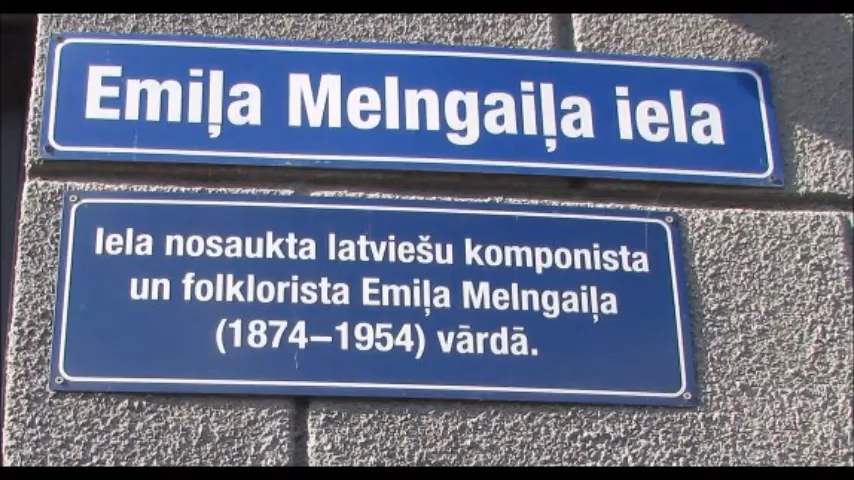 Emiļa Melngaiļa iela
Iela nosaukta latviešu komponista
un folklorista Emiļa Melngaiļa
(1874–1954) vārdā.